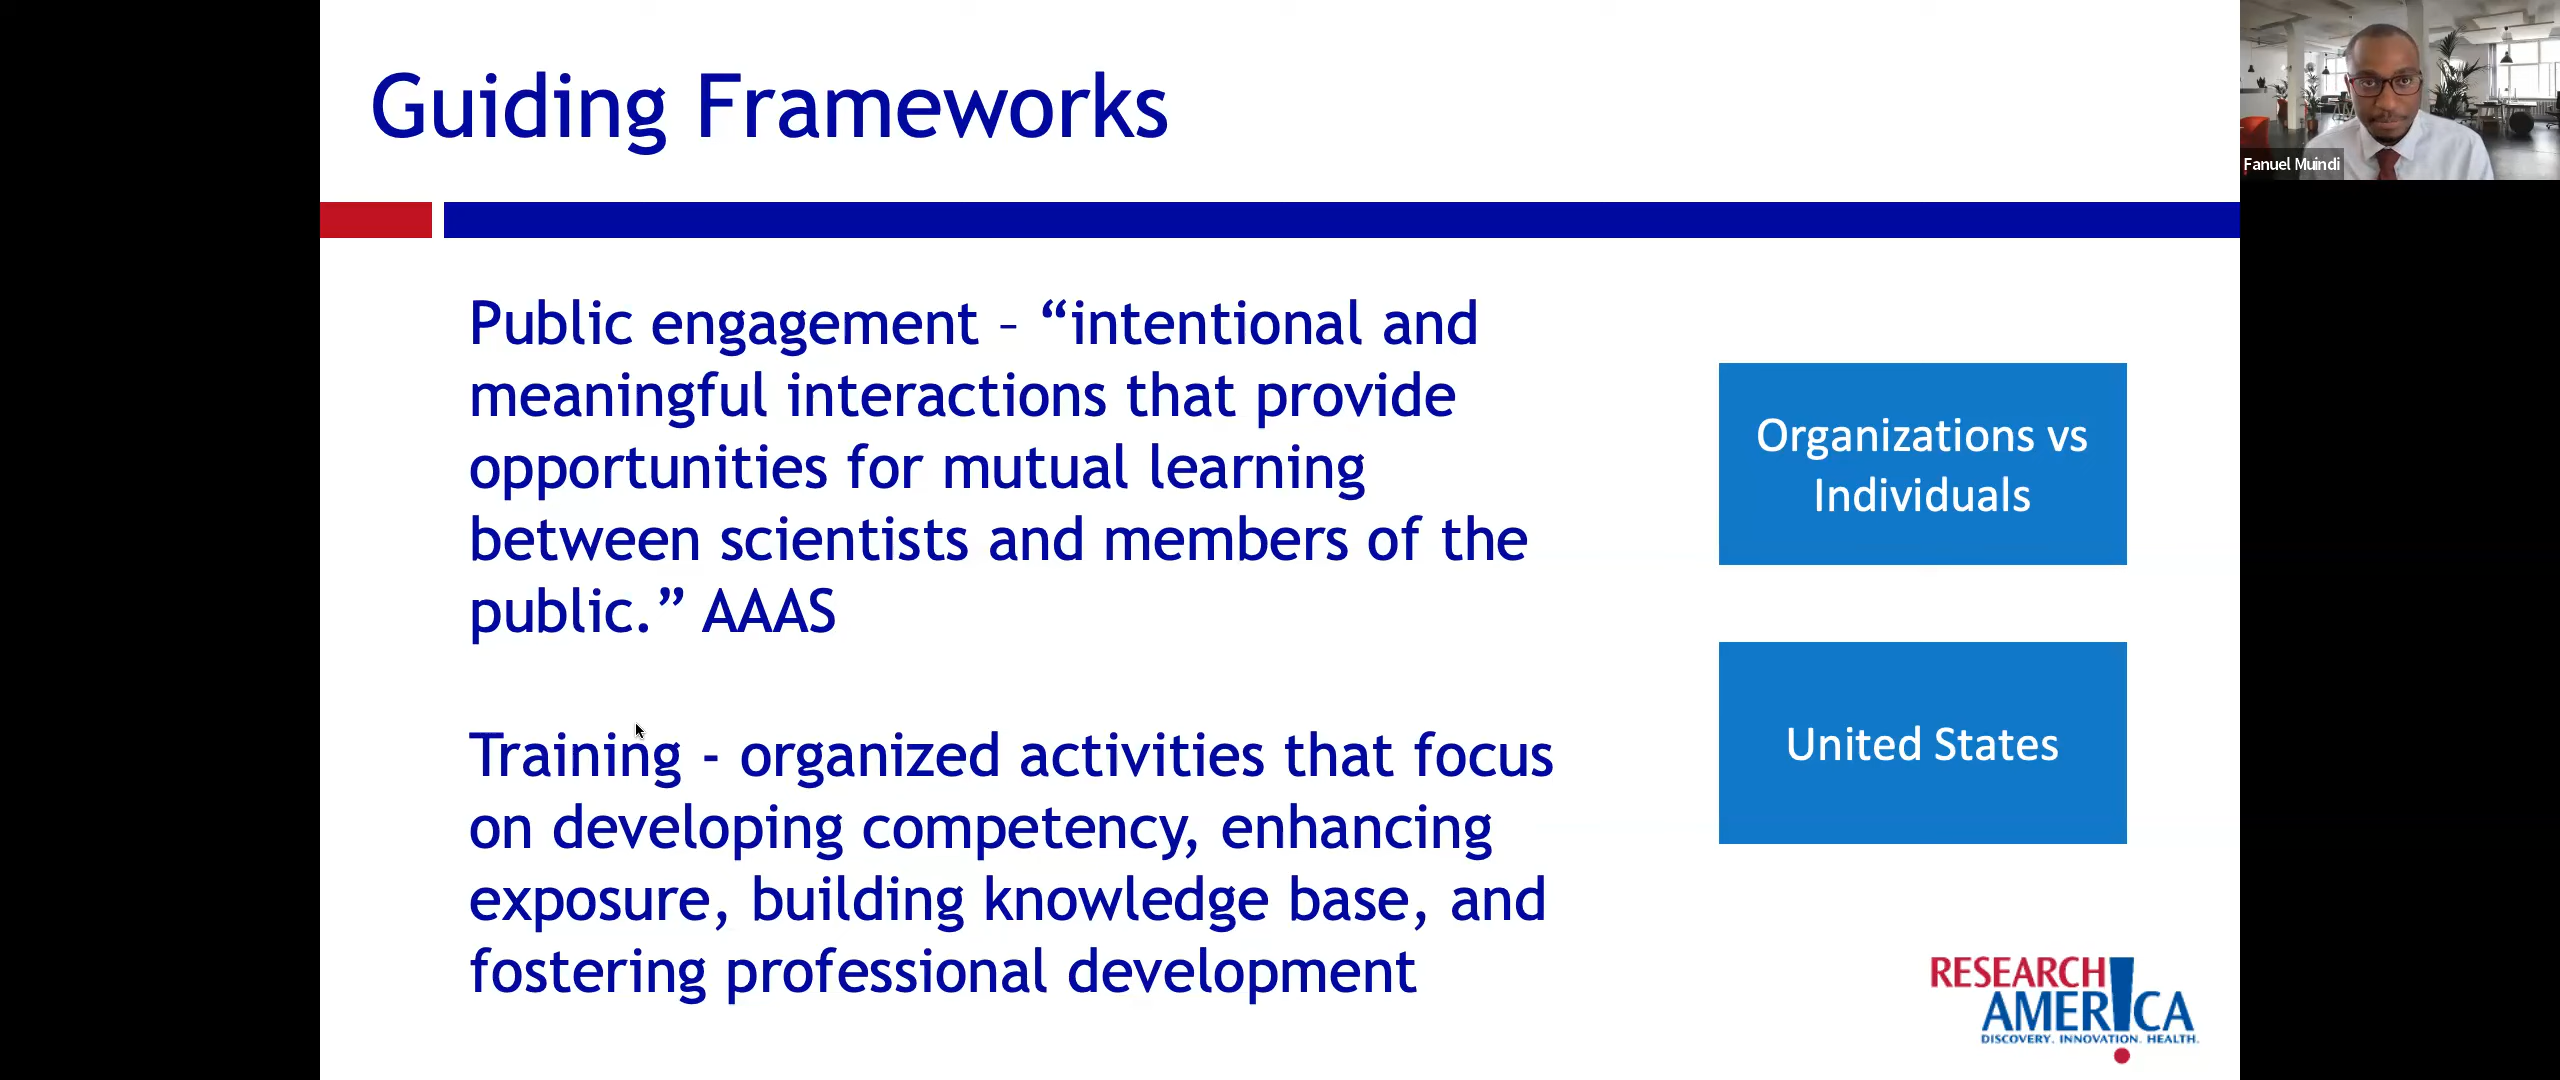 Guiding Frameworks
Fanuel Muindi
Public engagement – “intentional and
meaningful interactions that provide
opportunities for mutual learning
between scientists and members of the
public.” AAAS
Training - organized activities that focus
on developing competency, enhancing
exposure, building knowledge base, and
fostering professional development
Organizations vs
Individuals
United States
RESEARCH
AMER!CA
DISCOVERY. INNOVATION. HEALTH.